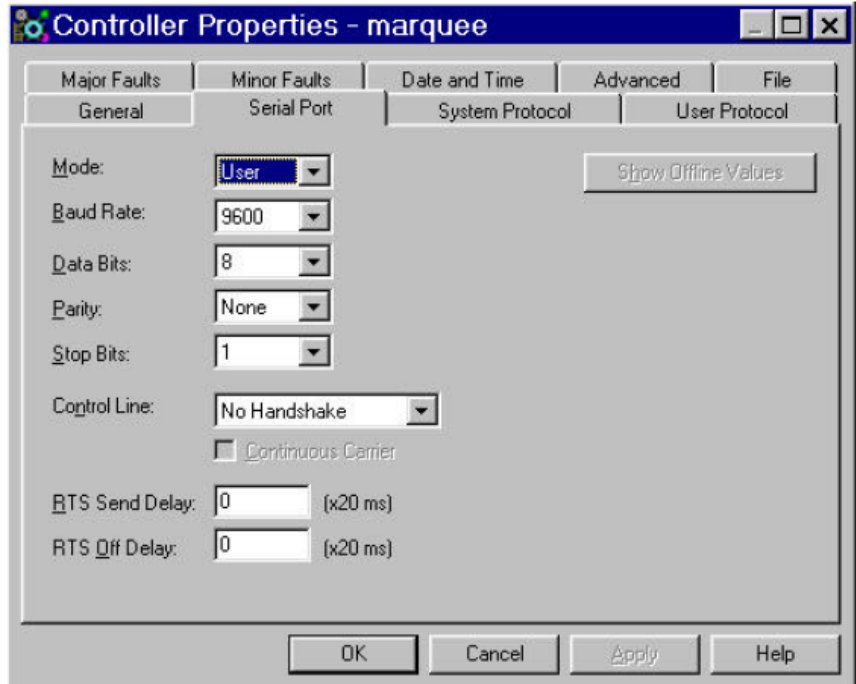 Controller Properties - marquee
Major Faults Minor Faults Date and Time Advanced File
General Serial Port System Protocol User Protocol
Mode: User Show Offline Values
Baud Rate: 9600
Data Bits: 8
Parity: None
Stop Bits: 1
Control Line: No Handshake
Continuous Carrier
RTS Send Delay: 0 (x20 ms)
RTS Off Delay: 0 (x20 ms)
OK Cancel Apply Help